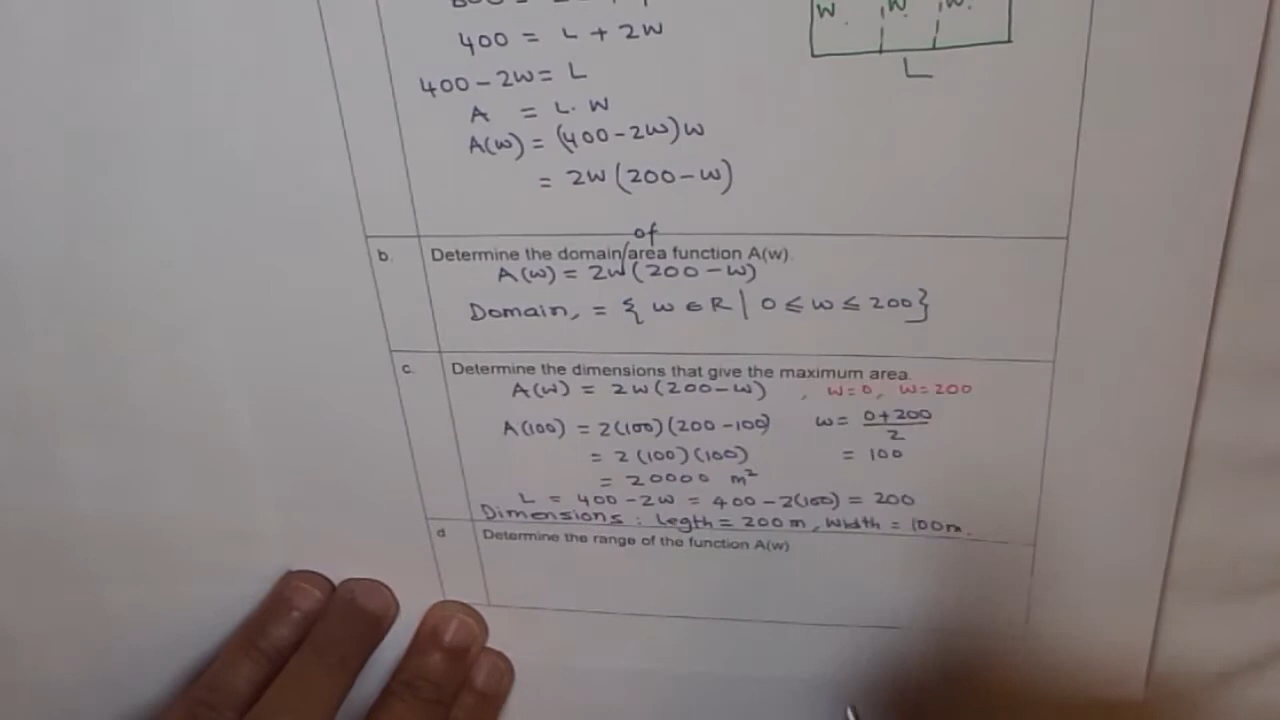 W. W. W.
400 = L + 2W
400 - 2W = L
L
A = L. W
A(W) = (400 - 2W)W
= 2W(200 - W)
of
b. Determine the domain/area function A(w).
A(W) = 2W(200 - W)
Domain, = { W ∈ R | 0 ≤ W ≤ 200}
c. Determine the dimensions that give the maximum area.
A(W) = 2W(200 - W) , W=0, W=200
A(100) = 2(100)(200 - 100) W = 0+200/2
= 2(100)(100) = 100
= 20000 m²
L = 400 - 2W = 400 - 2(100) = 200
Dimensions : Legth = 200m, Width = 100m.
d Determine the range of the function A(w)